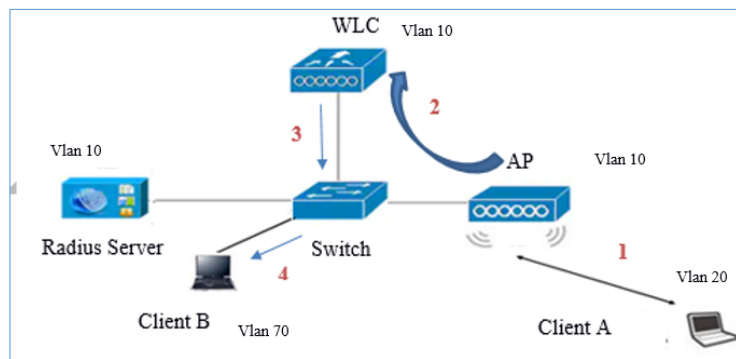 WLC
Vlan 10
2
3
Vlan 10
AP
Vlan 10
Radius Server
Switch
1
4
Vlan 20
Client B
Vlan 70
Client A